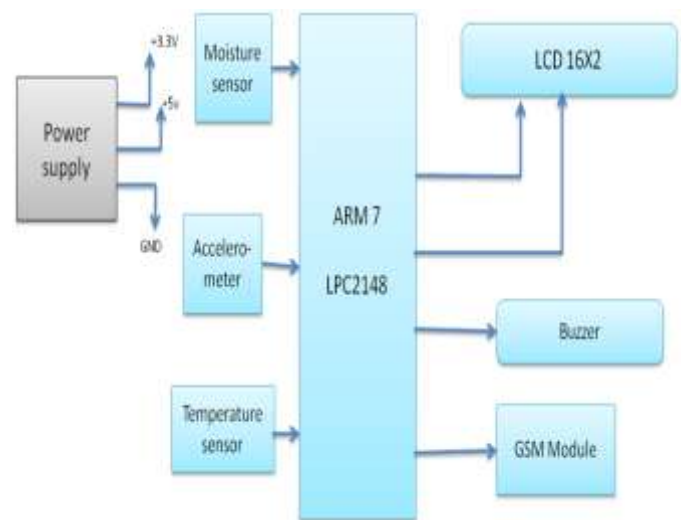 +3.3V
Moisture
sensor
LCD 16X2
+5v
Power
supply
ARM 7
LPC2148
GND
Accelero-
meter
Buzzer
Temperature
sensor
GSM Module